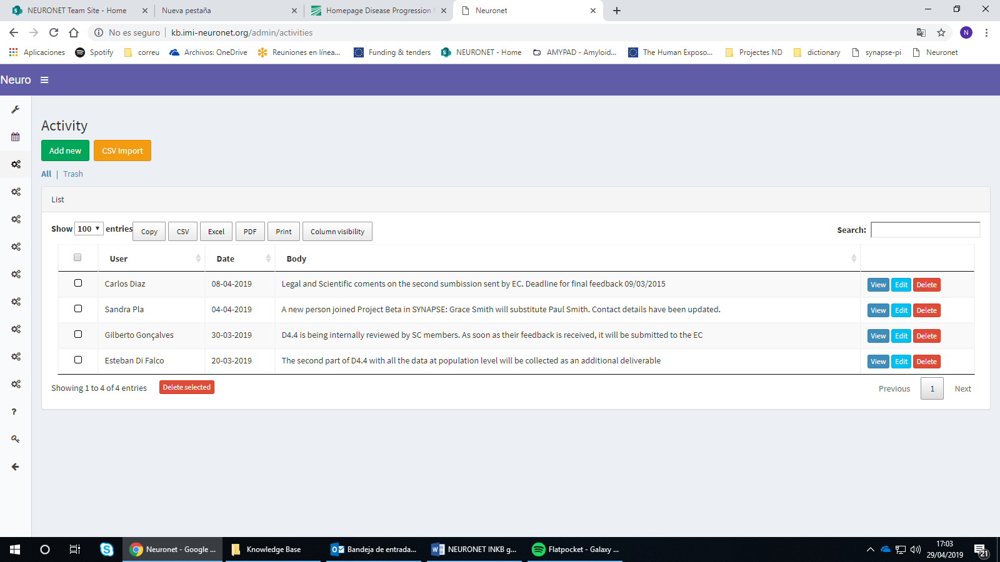 NEURONET Team Site - Home
Nueva pestaña
Homepage Disease Progression
Neuronet
No es seguro
kb.imi-neuronet.org/admin/activities
N
Aplicaciones
Spotify
correu
Archivos: OneDrive
Reuniones en línea...
Funding & tenders
NEURONET - Home
AMYPAD - Amyloid...
The Human Exposo...
Projectes ND
dictionary
synapse-pi
Neuronet
Neuro
Activity
Add new
CSV Import
All | Trash
List
Show 100 entries
Copy
CSV
Excel
PDF
Print
Column visibility
Search:
User
Date
Body
Carlos Diaz
08-04-2019
Legal and Scientific coments on the second sumbission sent by EC. Deadline for final feedback 09/03/2015
View Edit Delete
Sandra Pla
04-04-2019
A new person joined Project Beta in SYNAPSE: Grace Smith will substitute Paul Smith. Contact details have been updated.
View Edit Delete
Gilberto Gonçalves
30-03-2019
D4.4 is being internally reviewed by SC members. As soon as their feedback is received, it will be submitted to the EC
View Edit Delete
Esteban Di Falco
20-03-2019
The second part of D4.4 with all the data at population level will be collected as an additional deliverable
View Edit Delete
Showing 1 to 4 of 4 entries
Delete selected
Previous
1
Next
Neuronet - Google ...
Knowledge Base
Bandeja de entrada...
NEURONET INKB g...
Flatpocket - Galaxy ...
17:03
29/04/2019
21